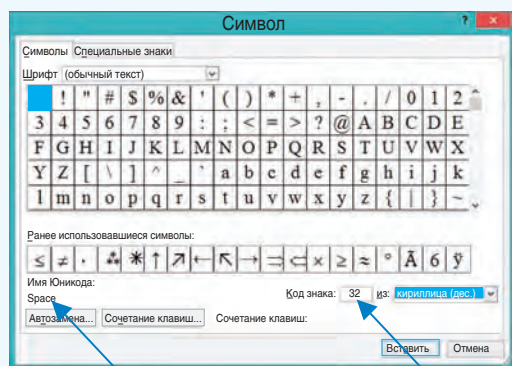 Символ ?
Символы Специальные знаки
Шрифт (обычный текст)
! " # $ % & ' ( ) * + , - . / 0 1 2
3 4 5 6 7 8 9 : ; < = > ? @ A B C D E
F G H I J K L M N O P Q R S T U V W X
Y Z [ \ ] ^ _ ` a b c d e f g h i j k
l m n o p q r s t u v w x y z { | } ~
Ранее использовавшиеся символы:
≤ ≠ · ⁂ * ↑ ↗ ← ↖ → ⇉ ⊂ × ≥ ≈ ° Ã 6 ÿ
Имя Юникода:
Space
Код знака: 32 из: кириллица (дес.)
Автозамена... Сочетание клавиш... Сочетание клавиш:
Вставить Отмена